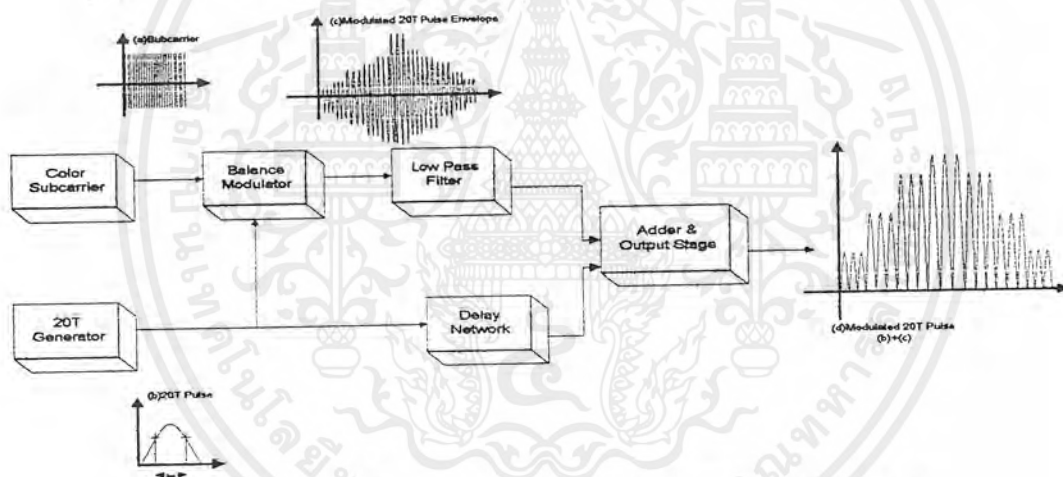 (a)Subcarrier
(c)Modulated 20T Pulse Envelope
Color
Subcarrier
Balance
Modulator
Low Pass
Filter
Adder &
Output Stage
20T
Generator
Delay
Network
(d)Modulated 20T Pulse
(b)+(c)
(b)20T Pulse